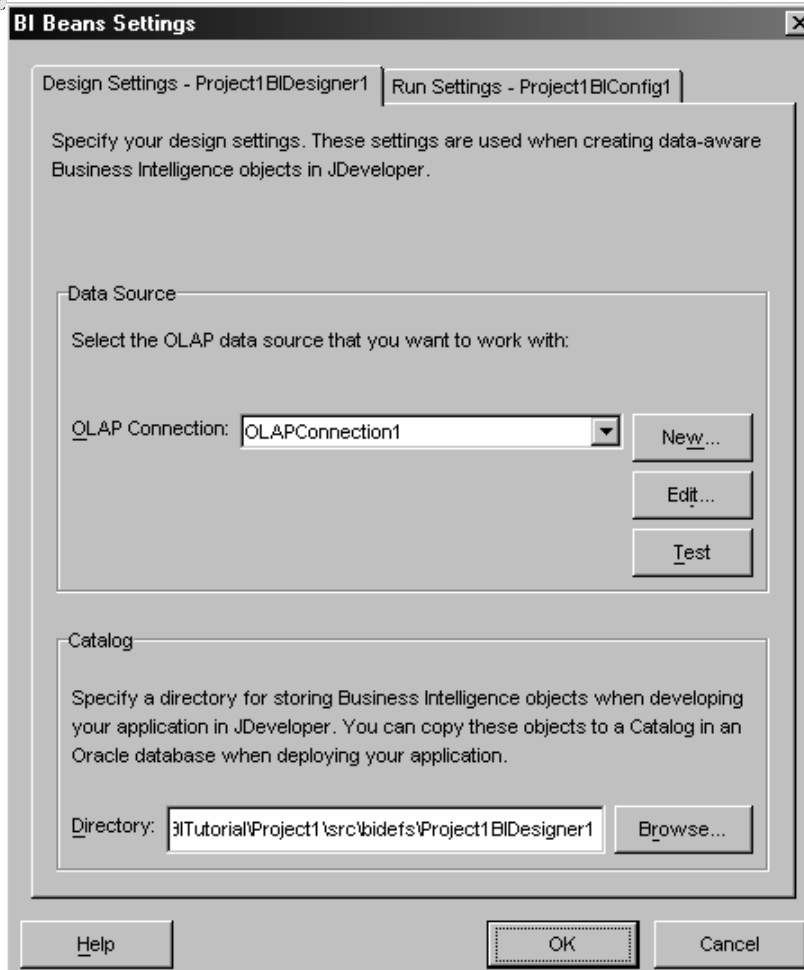 BI Beans Settings
Design Settings - Project1BIDesigner1
Run Settings - Project1BIConfig1
Specify your design settings. These settings are used when creating data-aware
Business Intelligence objects in JDeveloper.
Data Source
Select the OLAP data source that you want to work with:
OLAP Connection:
OLAPConnection1
New...
Edit...
Test
Catalog
Specify a directory for storing Business Intelligence objects when developing
your application in JDeveloper. You can copy these objects to a Catalog in an
Oracle database when deploying your application.
Directory:
BITutorial\Project1\src\bidefs\Project1BIDesigner1
Browse...
Help
OK
Cancel